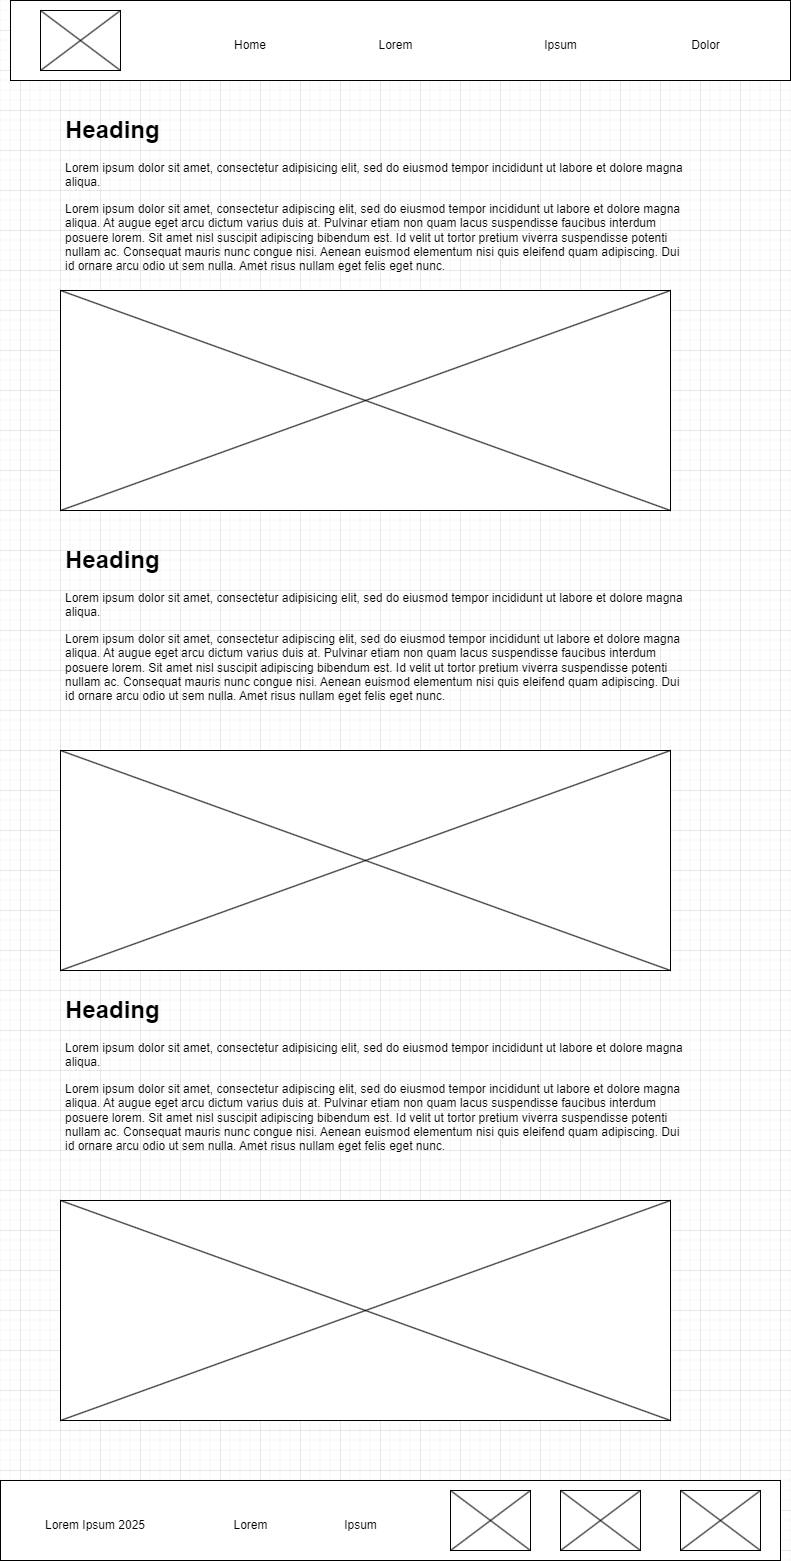 Home Lorem Ipsum Dolor
Heading
Lorem ipsum dolor sit amet, consectetur adipisicing elit, sed do eiusmod tempor incididunt ut labore et dolore magna
aliqua.
Lorem ipsum dolor sit amet, consectetur adipiscing elit, sed do eiusmod tempor incididunt ut labore et dolore magna
aliqua. At augue eget arcu dictum varius duis at. Pulvinar etiam non quam lacus suspendisse faucibus interdum
posuere lorem. Sit amet nisl suscipit adipiscing bibendum est. Id velit ut tortor pretium viverra suspendisse potenti
nullam ac. Consequat mauris nunc congue nisi. Aenean euismod elementum nisi quis eleifend quam adipiscing. Dui
id ornare arcu odio ut sem nulla. Amet risus nullam eget felis eget nunc.
Heading
Lorem ipsum dolor sit amet, consectetur adipisicing elit, sed do eiusmod tempor incididunt ut labore et dolore magna
aliqua.
Lorem ipsum dolor sit amet, consectetur adipiscing elit, sed do eiusmod tempor incididunt ut labore et dolore magna
aliqua. At augue eget arcu dictum varius duis at. Pulvinar etiam non quam lacus suspendisse faucibus interdum
posuere lorem. Sit amet nisl suscipit adipiscing bibendum est. Id velit ut tortor pretium viverra suspendisse potenti
nullam ac. Consequat mauris nunc congue nisi. Aenean euismod elementum nisi quis eleifend quam adipiscing. Dui
id ornare arcu odio ut sem nulla. Amet risus nullam eget felis eget nunc.
Heading
Lorem ipsum dolor sit amet, consectetur adipisicing elit, sed do eiusmod tempor incididunt ut labore et dolore magna
aliqua.
Lorem ipsum dolor sit amet, consectetur adipiscing elit, sed do eiusmod tempor incididunt ut labore et dolore magna
aliqua. At augue eget arcu dictum varius duis at. Pulvinar etiam non quam lacus suspendisse faucibus interdum
posuere lorem. Sit amet nisl suscipit adipiscing bibendum est. Id velit ut tortor pretium viverra suspendisse potenti
nullam ac. Consequat mauris nunc congue nisi. Aenean euismod elementum nisi quis eleifend quam adipiscing. Dui
id ornare arcu odio ut sem nulla. Amet risus nullam eget felis eget nunc.
Lorem Ipsum 2025 Lorem Ipsum